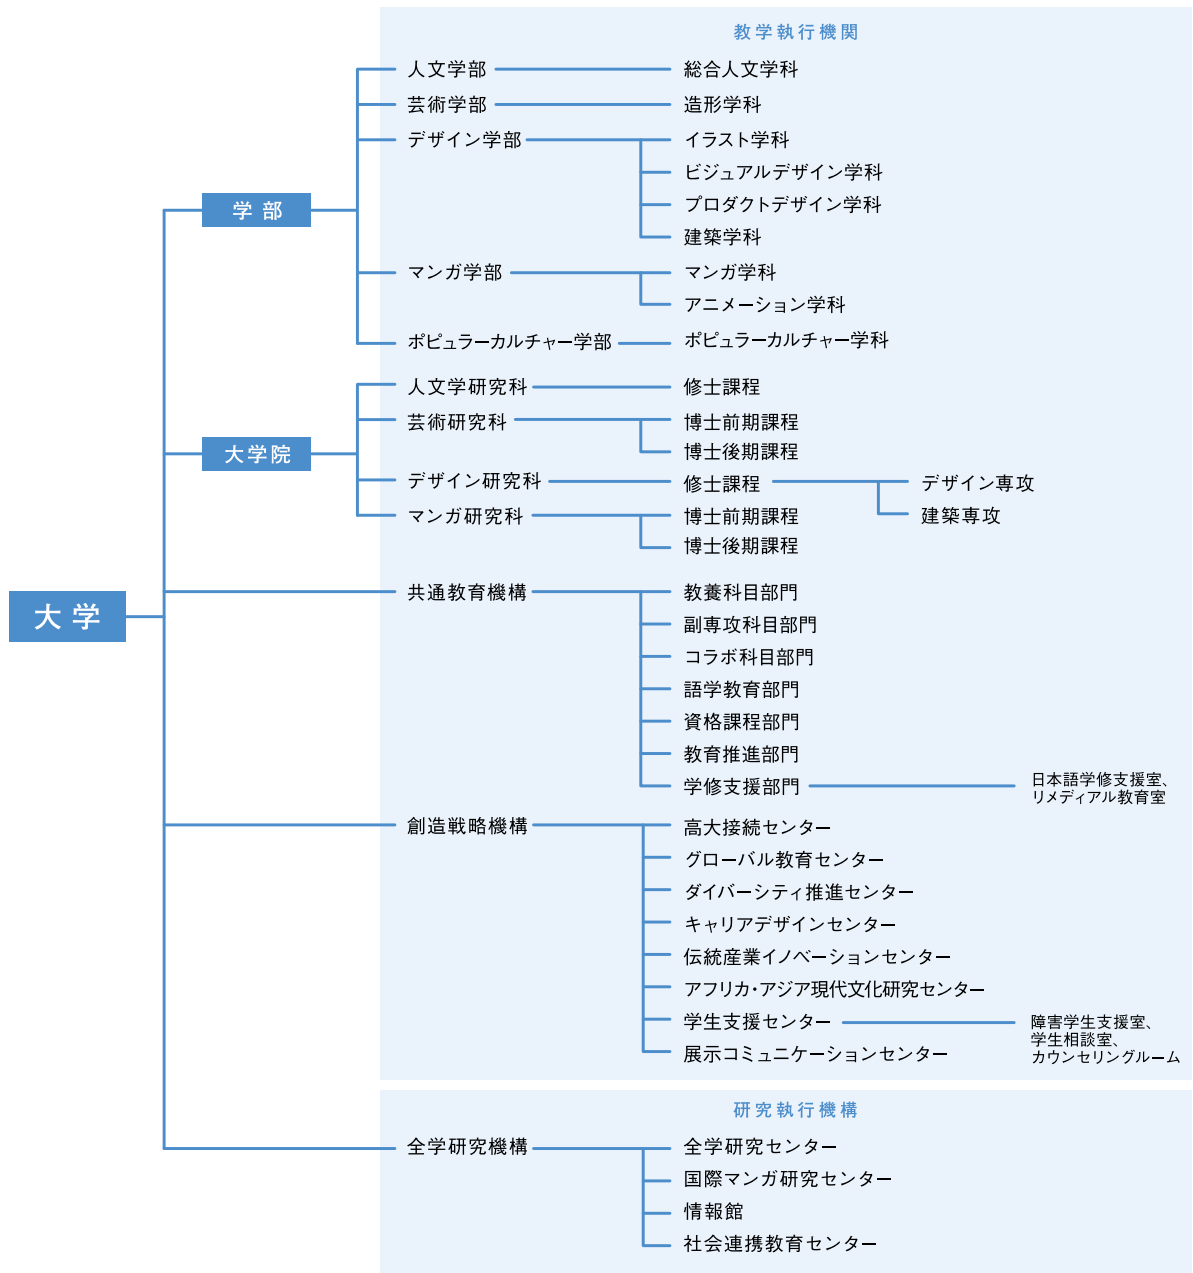 教学執行機関
大学
学部
人文学部
総合人文学科
芸術学部
造形学科
デザイン学部
イラスト学科
ビジュアルデザイン学科
プロダクトデザイン学科
建築学科
マンガ学部
マンガ学科
アニメーション学科
ポピュラーカルチャー学部
ポピュラーカルチャー学科
大学院
人文学研究科
修士課程
芸術研究科
博士前期課程
博士後期課程
デザイン研究科
修士課程
デザイン専攻
建築専攻
マンガ研究科
博士前期課程
博士後期課程
共通教育機構
教養科目部門
副専攻科目部門
コラボ科目部門
語学教育部門
資格課程部門
教育推進部門
学修支援部門
日本語学修支援室、
リメディアル教育室
創造戦略機構
高大接続センター
グローバル教育センター
ダイバーシティ推進センター
キャリアデザインセンター
伝統産業イノベーションセンター
アフリカ・アジア現代文化研究センター
学生支援センター
障害学生支援室、
学生相談室、
カウンセリングルーム
展示コミュニケーションセンター
研究執行機構
全学研究機構
全学研究センター
国際マンガ研究センター
情報館
社会連携教育センター